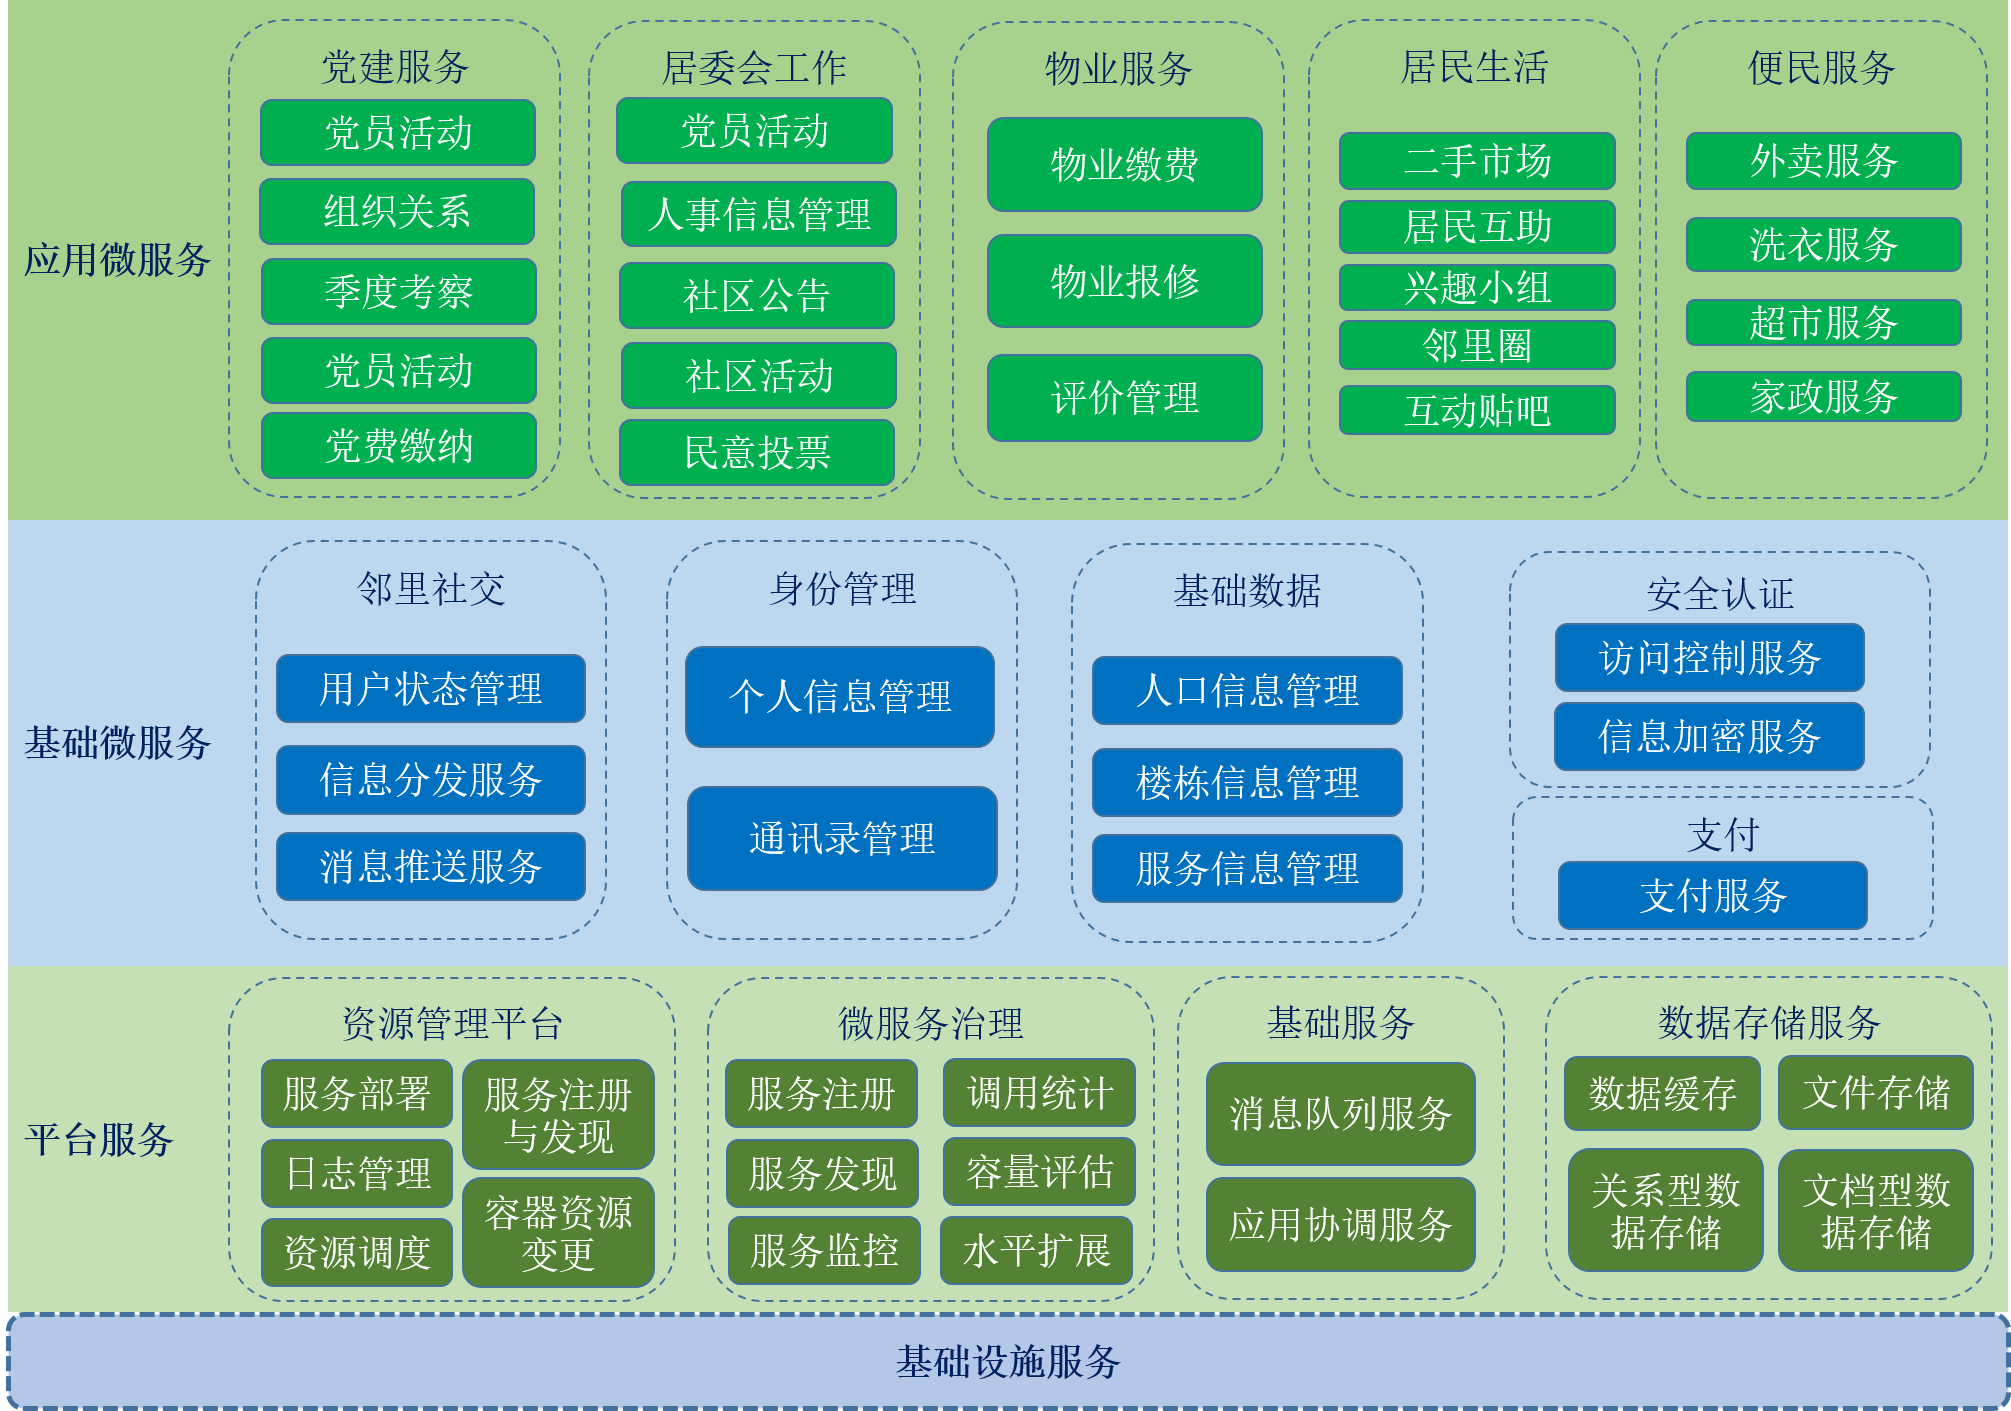 应用微服务
党建服务
党员活动
组织关系
季度考察
党员活动
党费缴纳
居委会工作
党员活动
人事信息管理
社区公告
社区活动
民意投票
物业服务
物业缴费
物业报修
评价管理
居民生活
二手市场
居民互助
兴趣小组
邻里圈
互动贴吧
便民服务
外卖服务
洗衣服务
超市服务
家政服务
基础微服务
邻里社交
用户状态管理
信息分发服务
消息推送服务
身份管理
个人信息管理
通讯录管理
基础数据
人口信息管理
楼栋信息管理
服务信息管理
安全认证
访问控制服务
信息加密服务
支付
支付服务
平台服务
资源管理平台
服务部署
日志管理
资源调度
服务注册
与发现
容器资源
变更
微服务治理
服务注册
服务发现
服务监控
调用统计
容量评估
水平扩展
基础服务
消息队列服务
应用协调服务
数据存储服务
数据缓存
文件存储
关系型数
据存储
文档型数
据存储
基础设施服务